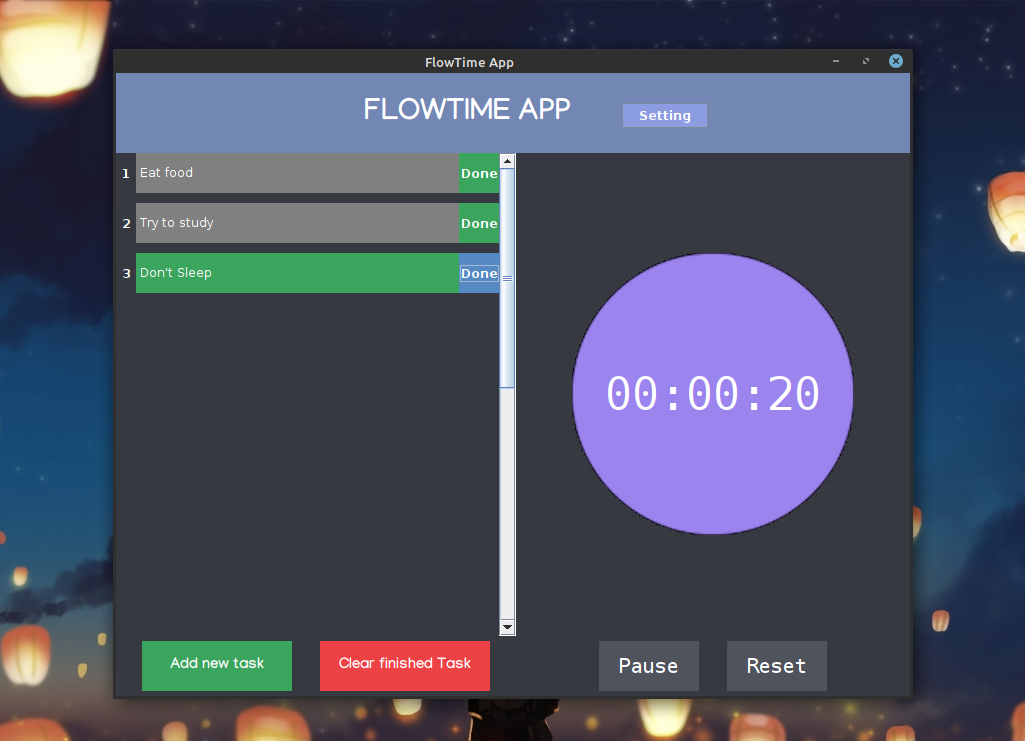 FlowTime App
FLOWTIME APP
Setting
1 Eat food Done
2 Try to study Done
3 Don't Sleep Done
00:00:20
Add new task
Clear finished Task
Pause
Reset